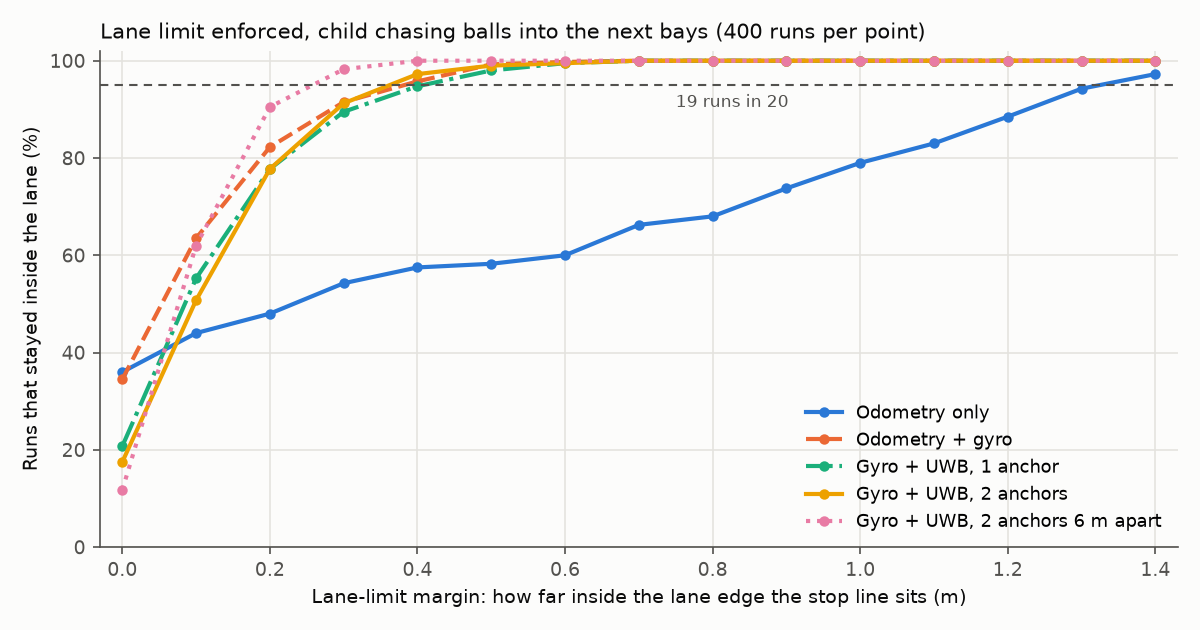 Lane limit enforced, child chasing balls into the next bays (400 runs per point)
Runs that stayed inside the lane (%)
100
80
60
40
20
0
19 runs in 20
Odometry only
Odometry + gyro
Gyro + UWB, 1 anchor
Gyro + UWB, 2 anchors
Gyro + UWB, 2 anchors 6 m apart
0.0 0.2 0.4 0.6 0.8 1.0 1.2 1.4
Lane-limit margin: how far inside the lane edge the stop line sits (m)